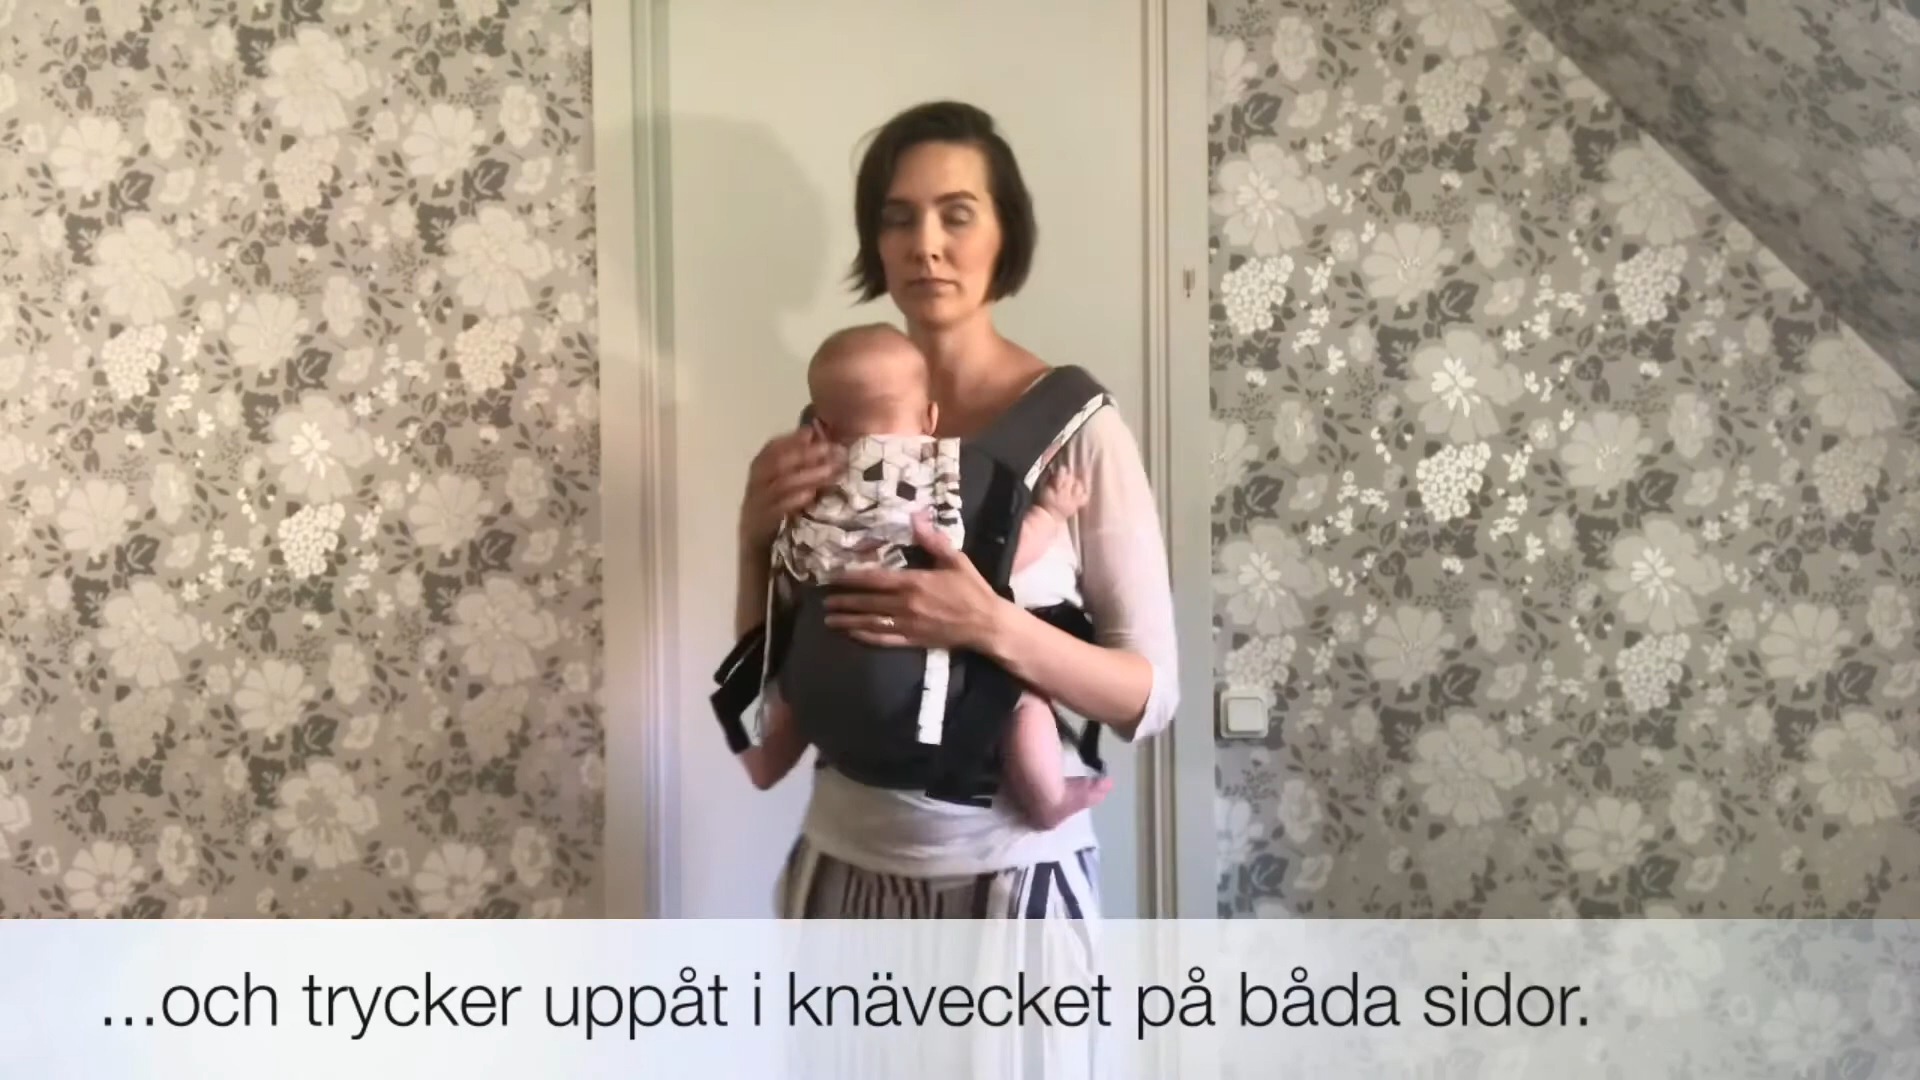 ...och trycker uppåt i knävecket på båda sidor.